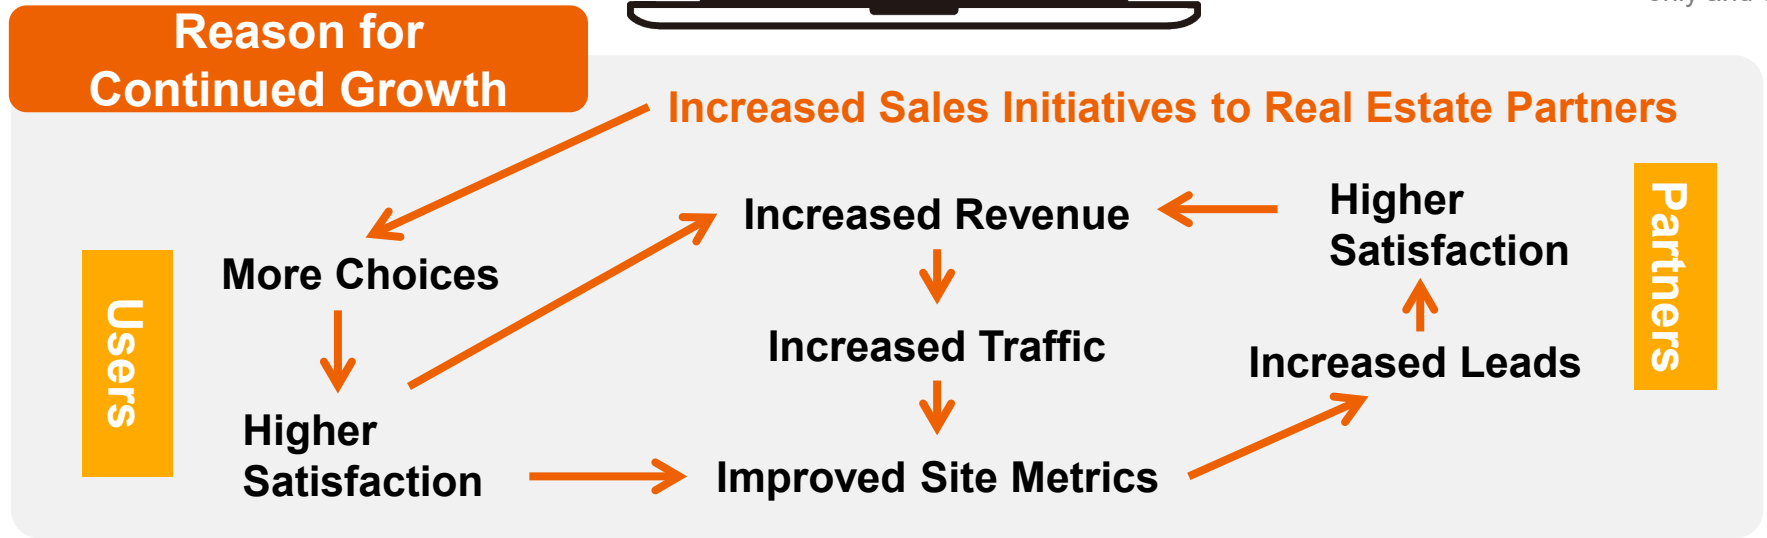 Reason for
Continued Growth
Increased Sales Initiatives to Real Estate Partners
Users
More Choices
Higher
Satisfaction
Increased Revenue
Increased Traffic
Improved Site Metrics
Higher
Satisfaction
Increased Leads
Partners